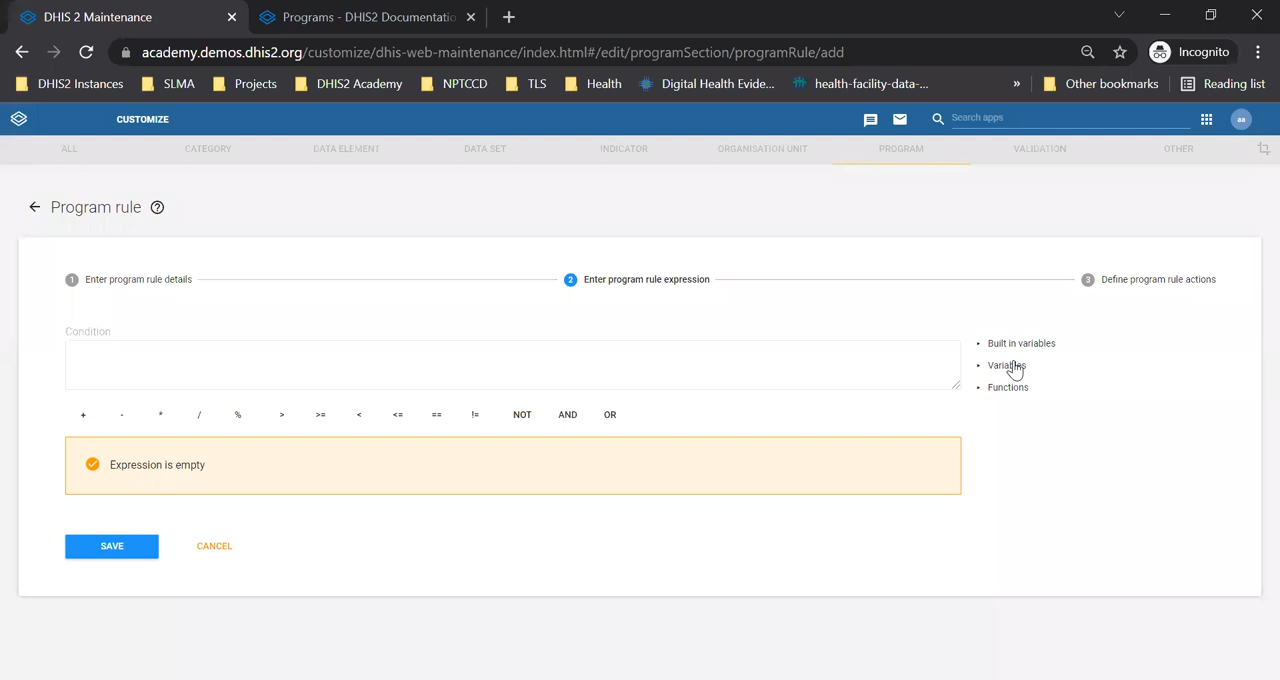 DHIS 2 Maintenance
Programs - DHIS2 Documentatio
academy.demos.dhis2.org/customize/dhis-web-maintenance/index.html#/edit/programSection/programRule/add
Incognito
DHIS2 Instances
SLMA
Projects
DHIS2 Academy
NPTCCD
TLS
Health
Digital Health Evide...
health-facility-data-...
»
Other bookmarks
Reading list
CUSTOMIZE
Search apps
aa
ALL
CATEGORY
DATA ELEMENT
DATA SET
INDICATOR
ORGANISATION UNIT
PROGRAM
VALIDATION
OTHER
Program rule
1 Enter program rule details
2 Enter program rule expression
3 Define program rule actions
Condition
Built in variables
Variables
Functions
+ - * / % > >= < <= == != NOT AND OR
Expression is empty
SAVE
CANCEL